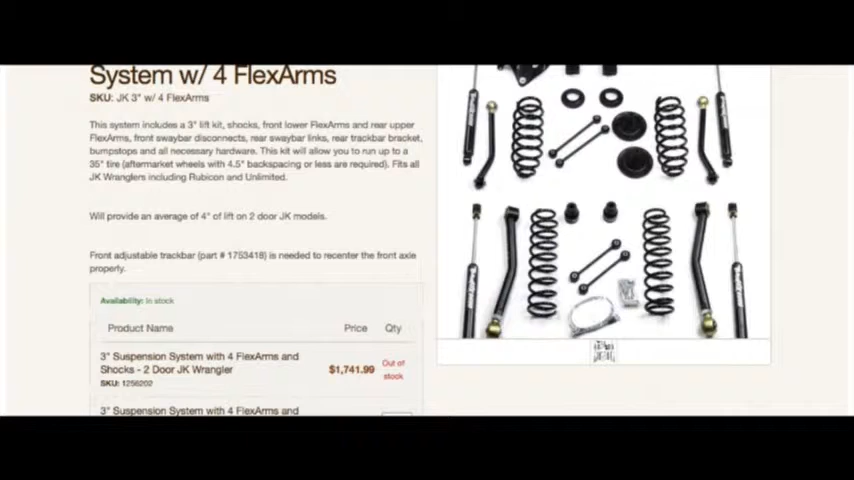 System w/ 4 FlexArms
SKU: JK 3" w/ 4 FlexArms
This system includes a 3" lift kit, shocks, front lower FlexArms and rear upper
FlexArms, front swaybar disconnects, rear swaybar links, rear trackbar bracket,
bumpstops and all necessary hardware. This kit will allow you to run up to a
35" tire (aftermarket wheels with 4.5" backspacing or less are required). Fits all
JK Wranglers including Rubicon and Unlimited.
Will provide an average of 4" of lift on 2 door JK models.
Front adjustable trackbar (part # 1753418) is needed to recenter the front axle
properly.
Availability: In stock
Product Name Price Qty
3" Suspension System with 4 FlexArms and
Shocks - 2 Door JK Wrangler
SKU: 1256202
$1,741.99
Out of
stock
3" Suspension System with 4 FlexArms and